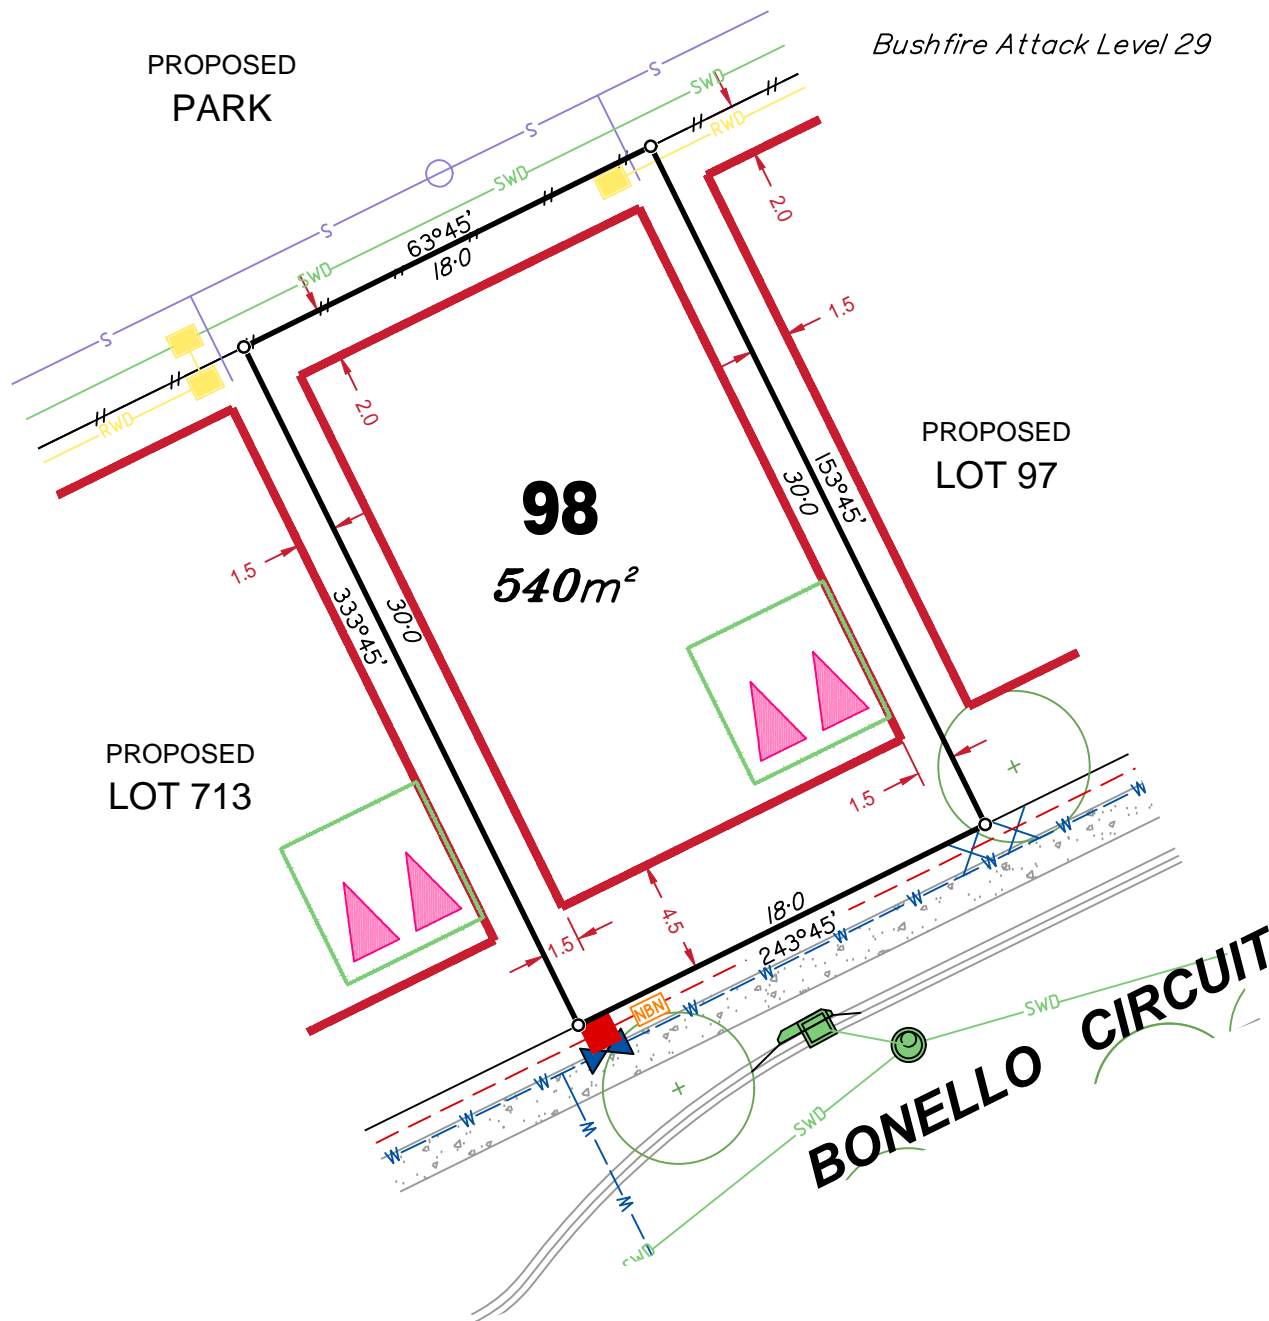 Bushfire Attack Level 29
PROPOSED
PARK
S
SWD
S
RWD
SWD
S
SWD
S
RWD
63°45'
18·0
2.0
2.0
1.5
1.5
98
540m²
30·0
153°45'
PROPOSED
LOT 97
333°45'
30·0
PROPOSED
LOT 713
1.5
1.5
4.5
18·0
243°45'
NBN
W
W
W
W
W
W
W
W
W
W
W
W
W
SWD
SWD
SWD
BONELLO CIRCUIT